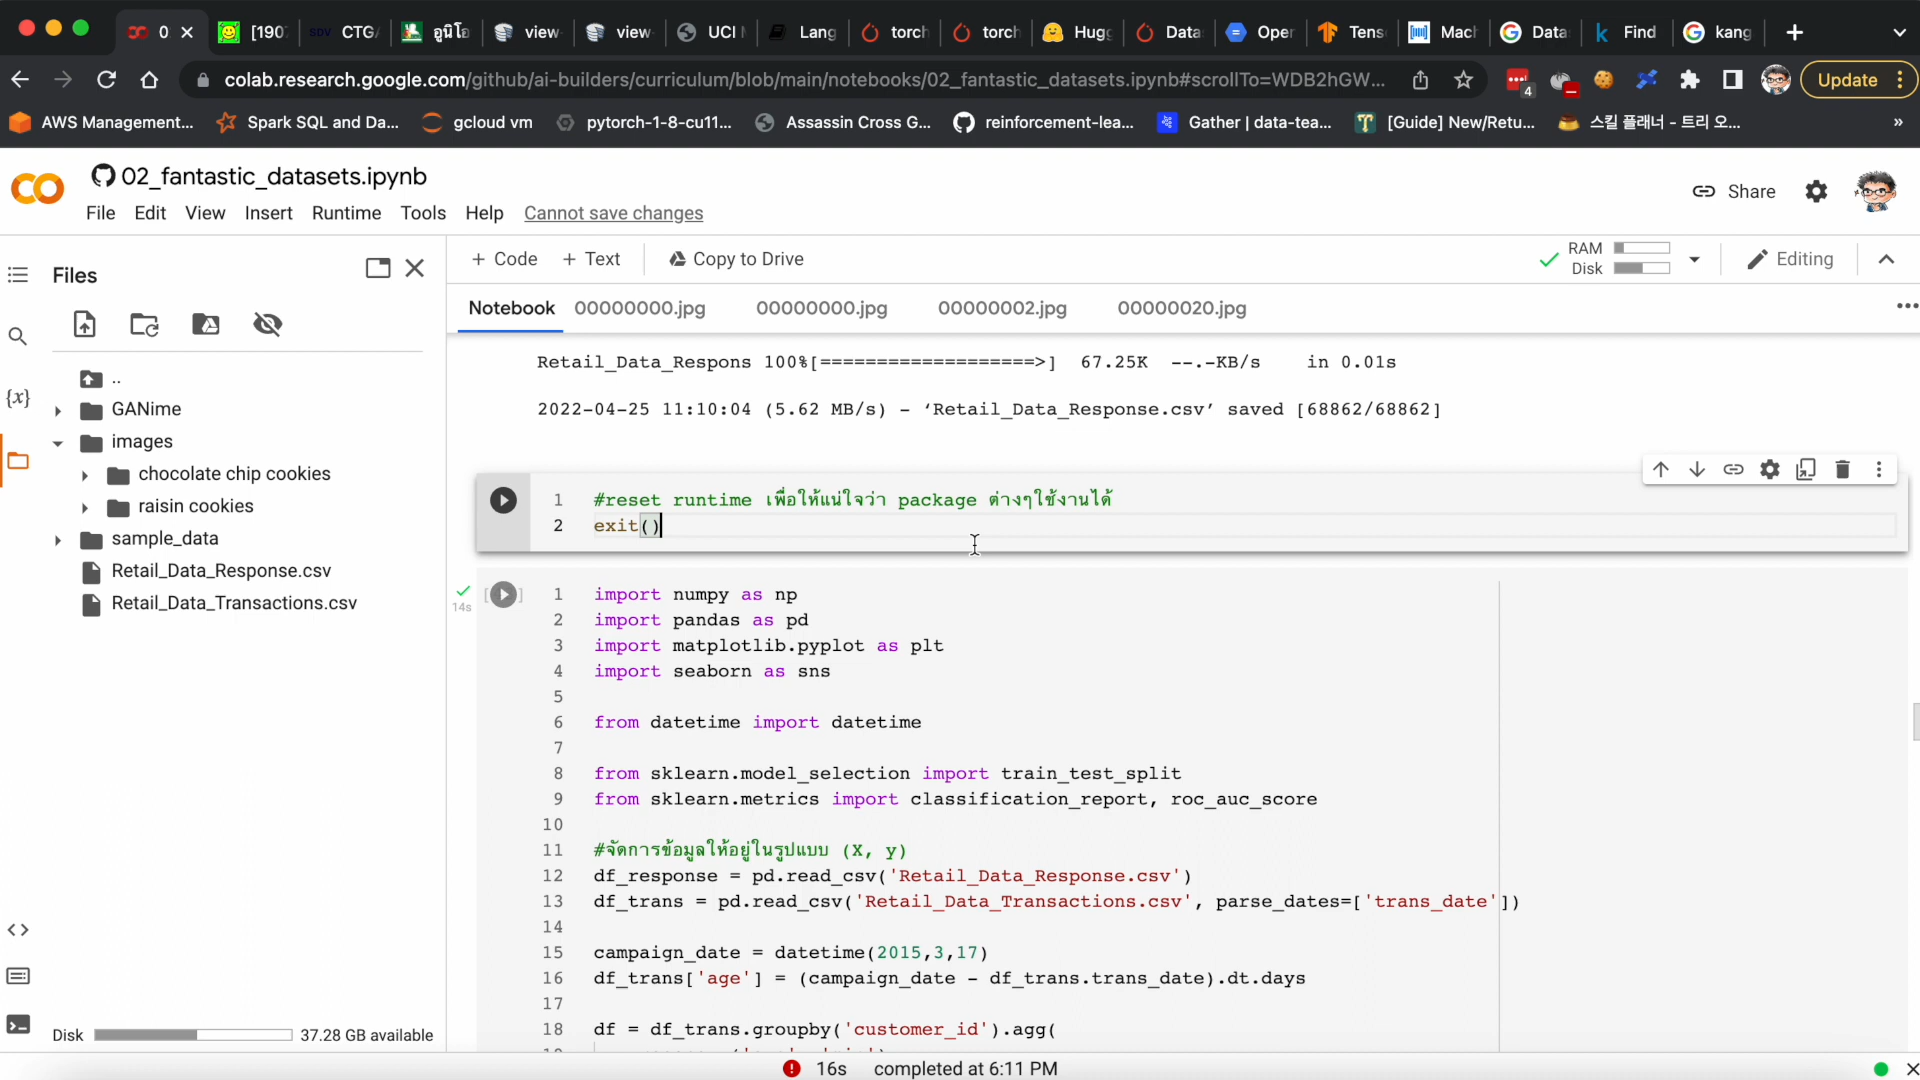 0
[190
SDV CTGA
อูนิโอ
view
view
UCI M
Lang
torch
torch
Hugg
Data
Oper
Tens
Mach
Data
Find
kang
colab.research.google.com/github/ai-builders/curriculum/blob/main/notebooks/02_fantastic_datasets.ipynb#scrollTo=WDB2hGW...
4
Update
AWS Management...
Spark SQL and Da...
gcloud vm
pytorch-1-8-cu11...
Assassin Cross G...
reinforcement-lea...
Gather | data-tea...
[Guide] New/Retu...
스킬 플래너 - 트리 오...
»
02_fantastic_datasets.ipynb
File Edit View Insert Runtime Tools Help Cannot save changes
Share
Files
+ Code + Text Copy to Drive
RAM
Disk
Editing
Notebook 00000000.jpg 00000000.jpg 00000002.jpg 00000020.jpg
..
GANime
images
chocolate chip cookies
raisin cookies
sample_data
Retail_Data_Response.csv
Retail_Data_Transactions.csv
{x}
Disk 37.28 GB available
Retail_Data_Respons 100%[===================>] 67.25K --.-KB/s in 0.01s
2022-04-25 11:10:04 (5.62 MB/s) - ‘Retail_Data_Response.csv’ saved [68862/68862]
1 #reset runtime เพื่อให้แน่ใจว่า package ต่างๆใช้งานได้
2 exit()
14s
[ ]
1 import numpy as np
2 import pandas as pd
3 import matplotlib.pyplot as plt
4 import seaborn as sns
5
6 from datetime import datetime
7
8 from sklearn.model_selection import train_test_split
9 from sklearn.metrics import classification_report, roc_auc_score
10
11 #จัดการข้อมูลให้อยู่ในรูปแบบ (X, y)
12 df_response = pd.read_csv('Retail_Data_Response.csv')
13 df_trans = pd.read_csv('Retail_Data_Transactions.csv', parse_dates=['trans_date'])
14
15 campaign_date = datetime(2015,3,17)
16 df_trans['age'] = (campaign_date - df_trans.trans_date).dt.days
17
18 df = df_trans.groupby('customer_id').agg(
16s completed at 6:11 PM